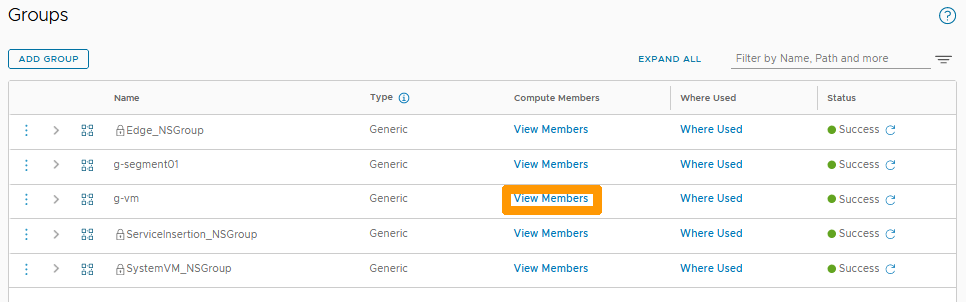 Groups
ADD GROUP
EXPAND ALL
Filter by Name, Path and more
Name Type Compute Members Where Used Status
Edge_NSGroup Generic View Members Where Used Success
g-segment01 Generic View Members Where Used Success
g-vm Generic View Members Where Used Success
ServiceInsertion_NSGroup Generic View Members Where Used Success
SystemVM_NSGroup Generic View Members Where Used Success